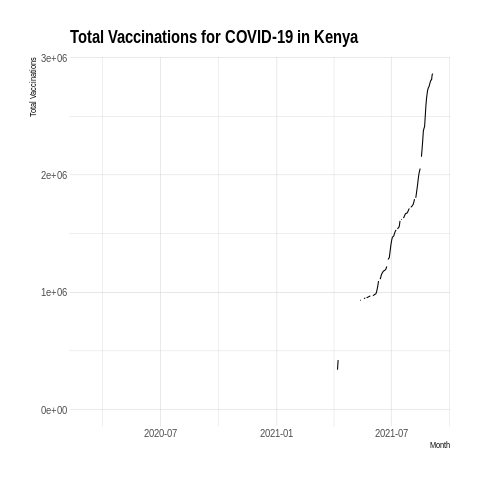 Total Vaccinations for COVID-19 in Kenya
Total Vaccinations
3e+06
2e+06
1e+06
0e+00
2020-07 2021-01 2021-07
Month